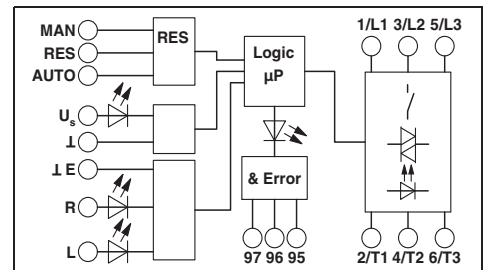 MAN
RES
AUTO
RES
Us
⊥
⊥ E
R
L
Logic
µP
& Error
97 96 95
1/L1 3/L2 5/L3
2/T1 4/T2 6/T3